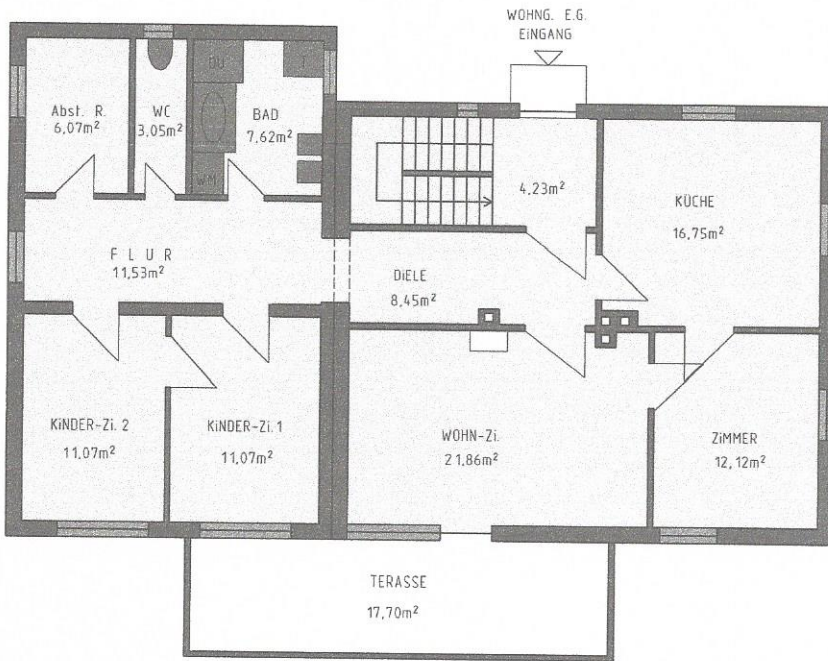 WOHNG. E.G.
EiNGANG
Abst. R.
6,07m²
WC
3.05m²
DU
BAD
7,62m²
T
WM
4.23m²
KÜCHE
16,75m²
F L U R
11,53m²
DiELE
8,45m²
KiNDER-Zi. 2
11,07m²
KiNDER-Zi. 1
11,07m²
WOHN-Zi.
21.86m²
ZiMMER
12,12m²
TERASSE
17,70m²